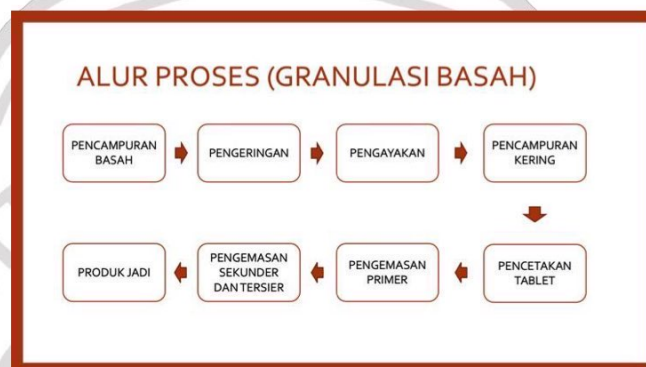 ALUR PROSES (GRANULASI BASAH)
PENCAMPURAN
BASAH
PENGERINGAN
PENGAYAKAN
PENCAMPURAN
KERING
PENCETAKAN
TABLET
PENGEMASAN
PRIMER
PENGEMASAN
SEKUNDER
DAN TERSIER
PRODUK JADI